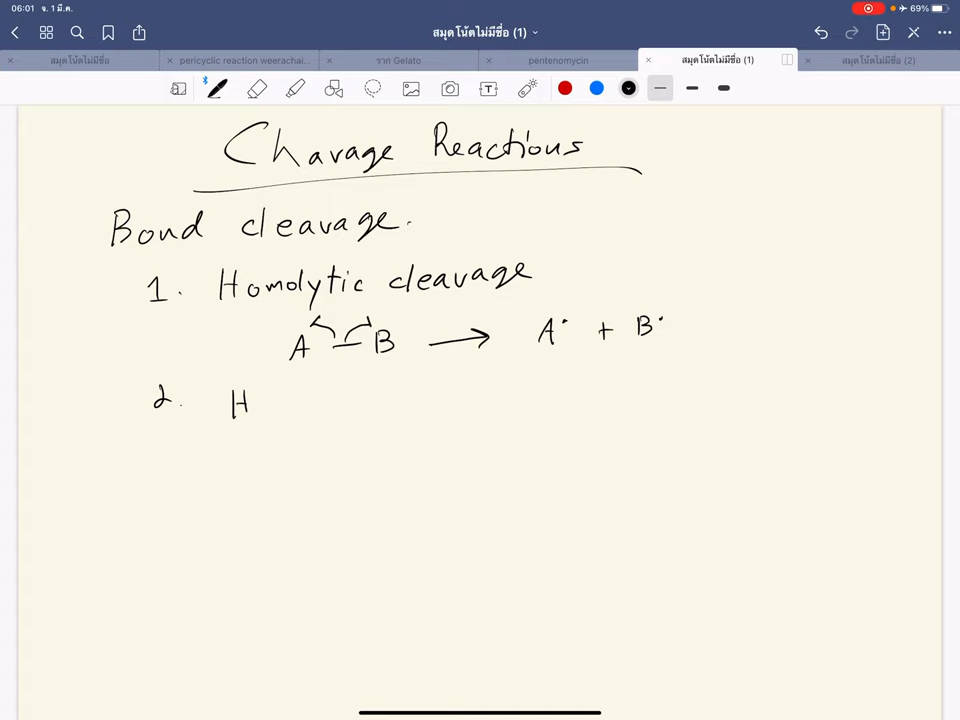 06:01 จ. 1 มี.ค.
69%
สมุดโน้ตไม่มีชื่อ (1)
สมุดโน้ตไม่มีชื่อ
pericyclic reaction weerachai...
ราก Gelato
pentenomycin
สมุดโน้ตไม่มีชื่อ (1)
สมุดโน้ตไม่มีชื่อ (2)
Chavage Reactions
Bond cleavage.
1. Homolytic cleavage
A — B → A· + B·
2. H